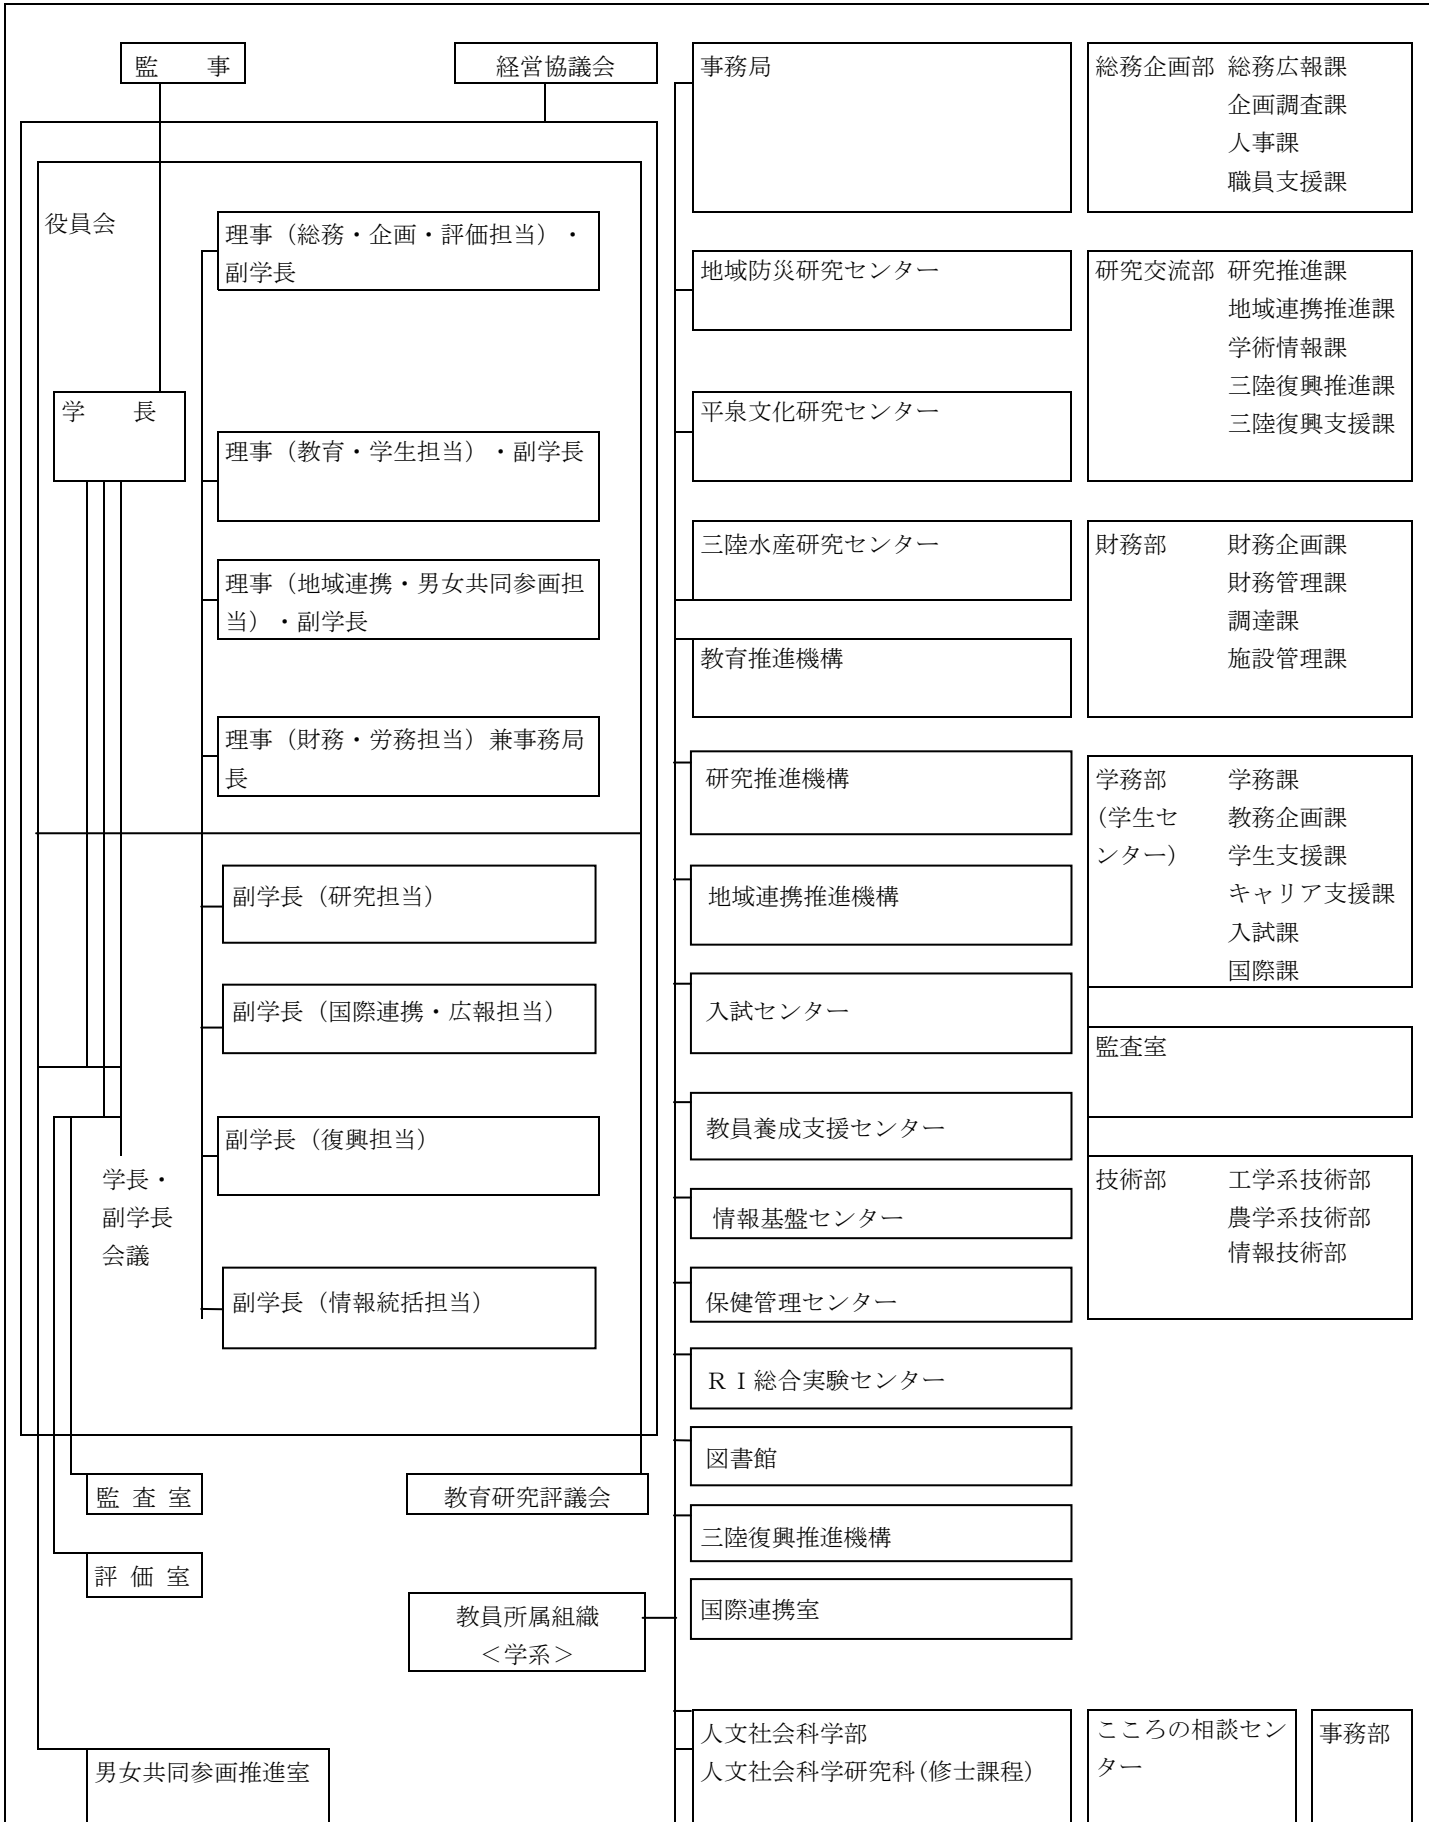 監　　事
経営協議会
役員会
理事（総務・企画・評価担当）・
副学長
学　　長
理事（教育・学生担当）・副学長
理事（地域連携・男女共同参画担
当）・副学長
理事（財務・労務担当）兼事務局
長
副学長（研究担当）
副学長（国際連携・広報担当）
副学長（復興担当）
学長・
副学長
会議
副学長（情報統括担当）
監 査 室
教育研究評議会
評 価 室
教員所属組織
＜学系＞
男女共同参画推進室
事務局
地域防災研究センター
平泉文化研究センター
三陸水産研究センター
教育推進機構
研究推進機構
地域連携推進機構
入試センター
教員養成支援センター
情報基盤センター
保健管理センター
ＲＩ総合実験センター
図書館
三陸復興推進機構
国際連携室
人文社会科学部
人文社会科学研究科(修士課程)
総務企画部 総務広報課
企画調査課
人事課
職員支援課
研究交流部 研究推進課
地域連携推進課
学術情報課
三陸復興推進課
三陸復興支援課
財務部　　財務企画課
財務管理課
調達課
施設管理課
学務部　　学務課
(学生セ　　教務企画課
ンター)　　学生支援課
キャリア支援課
入試課
国際課
監査室
技術部　　工学系技術部
農学系技術部
情報技術部
こころの相談セン
ター
事務部